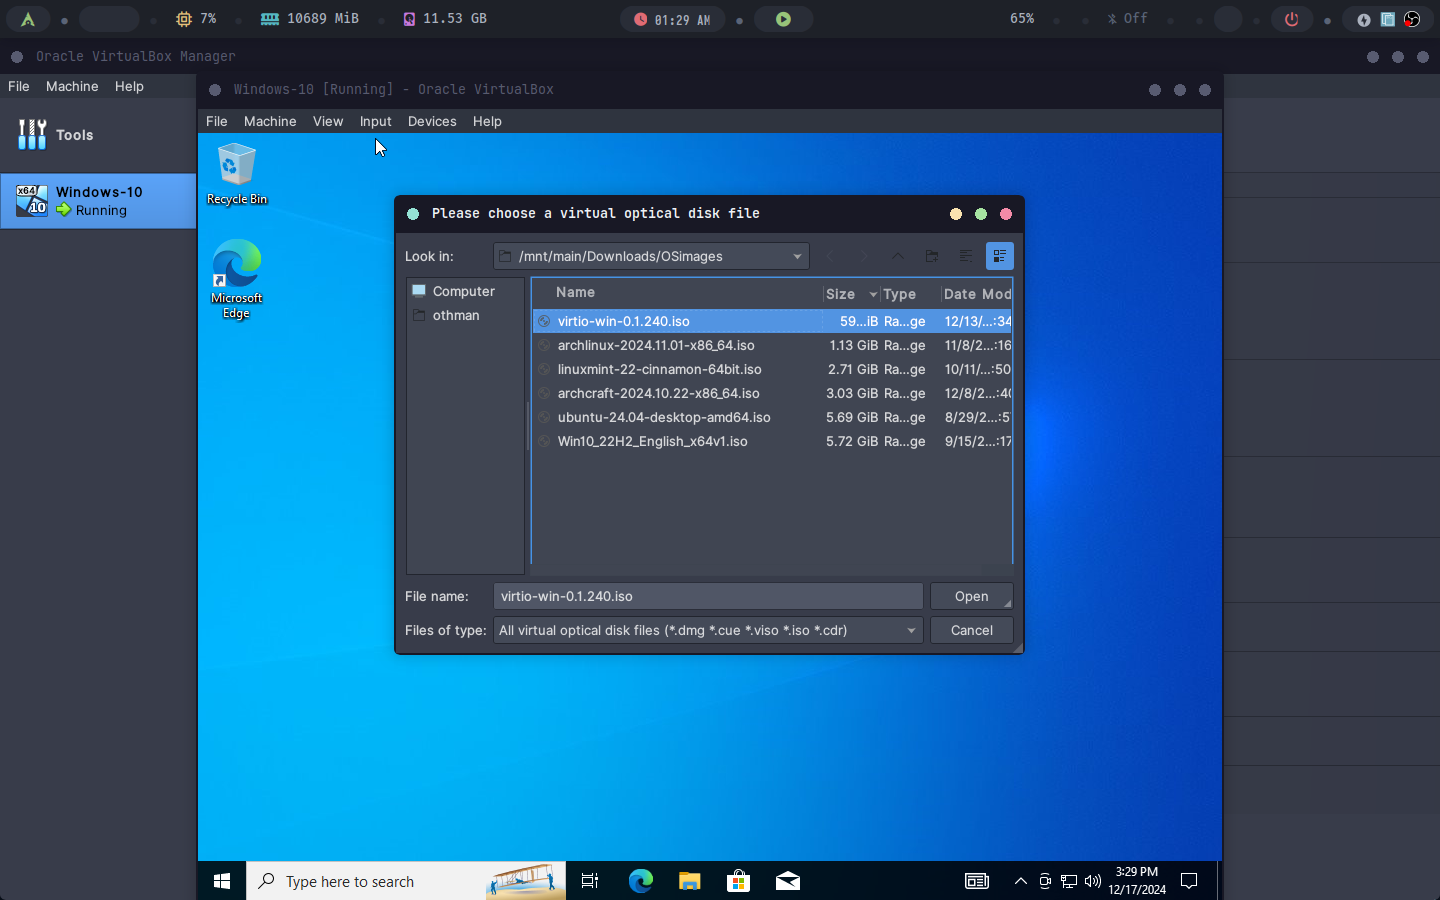 7%
10689 MiB
11.53 GB
01:29 AM
65%
Off
Oracle VirtualBox Manager
File Machine Help
Windows-10 [Running] - Oracle VirtualBox
File Machine View Input Devices Help
Tools
x64
10
Windows-10
Running
Recycle Bin
Microsoft
Edge
Please choose a virtual optical disk file
Look in:
/mnt/main/Downloads/OSimages
Computer
othman
Name Size Type Date Mod
virtio-win-0.1.240.iso 59...iB Ra...ge 12/13/...:34
archlinux-2024.11.01-x86_64.iso 1.13 GiB Ra...ge 11/8/2...:16
linuxmint-22-cinnamon-64bit.iso 2.71 GiB Ra...ge 10/11/...:50
archcraft-2024.10.22-x86_64.iso 3.03 GiB Ra...ge 12/8/2...:40
ubuntu-24.04-desktop-amd64.iso 5.69 GiB Ra...ge 8/29/2...:5
Win10_22H2_English_x64v1.iso 5.72 GiB Ra...ge 9/15/2...:17
File name:
virtio-win-0.1.240.iso
Open
Files of type:
All virtual optical disk files (*.dmg *.cue *.viso *.iso *.cdr)
Cancel
Type here to search
3:29 PM
12/17/2024